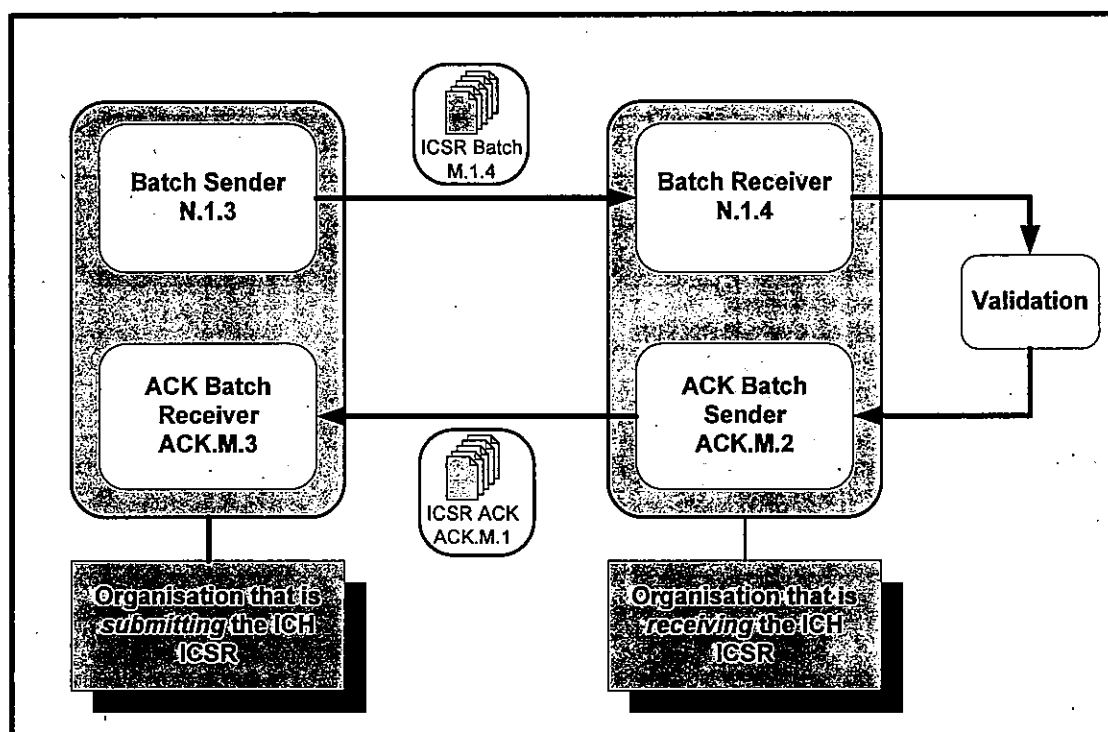 ICSR Batch
M.1.4
Batch Sender
N.1.3
Batch Receiver
N.1.4
Validation
ACK Batch
Receiver
ACK.M.3
ACK Batch
Sender
ACK.M.2
ICSR ACK
ACK.M.1
Organisation that is
submitting the ICH
ICSR
Organisation that is
receiving the ICH
ICSR